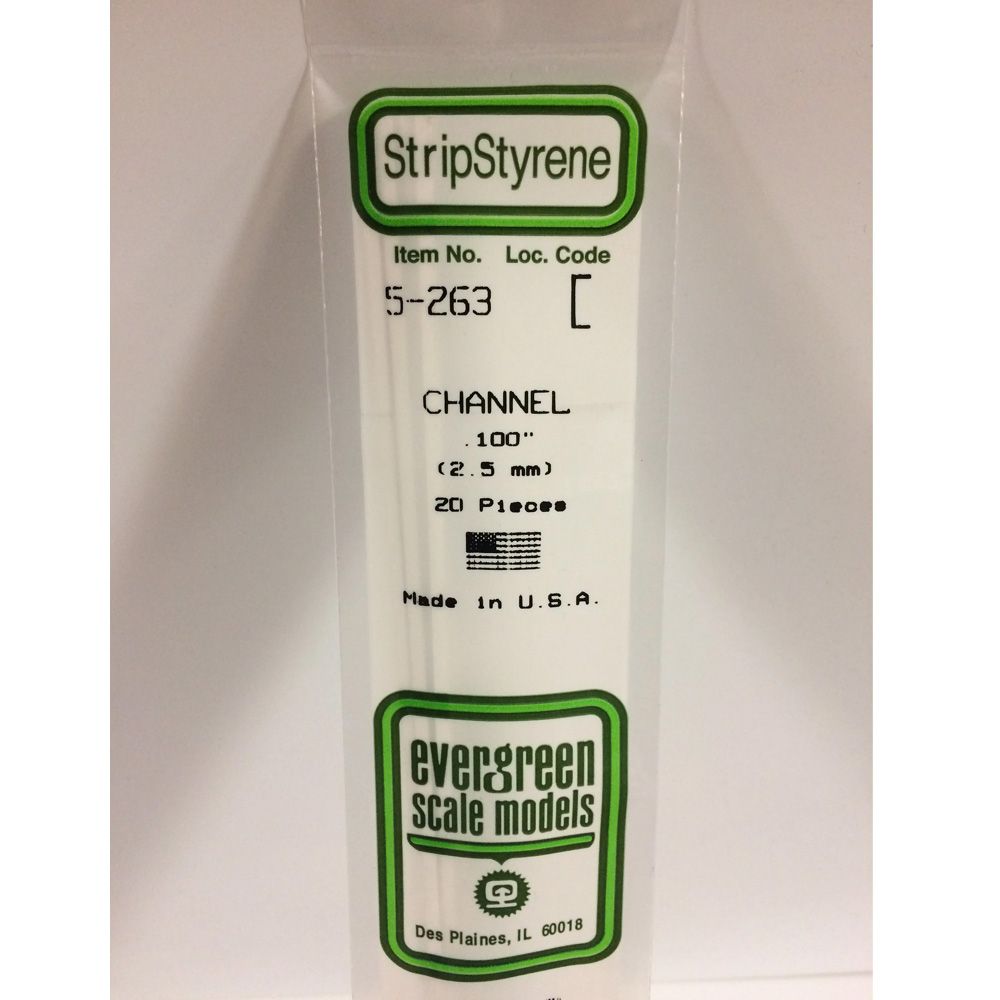 StripStyrene
Item No. Loc. Code
5-263 [
CHANNEL
.100"
(2.5 mm)
20 Pieces
Made in U.S.A.
evergreen
scale models
Des Plaines, IL 60018